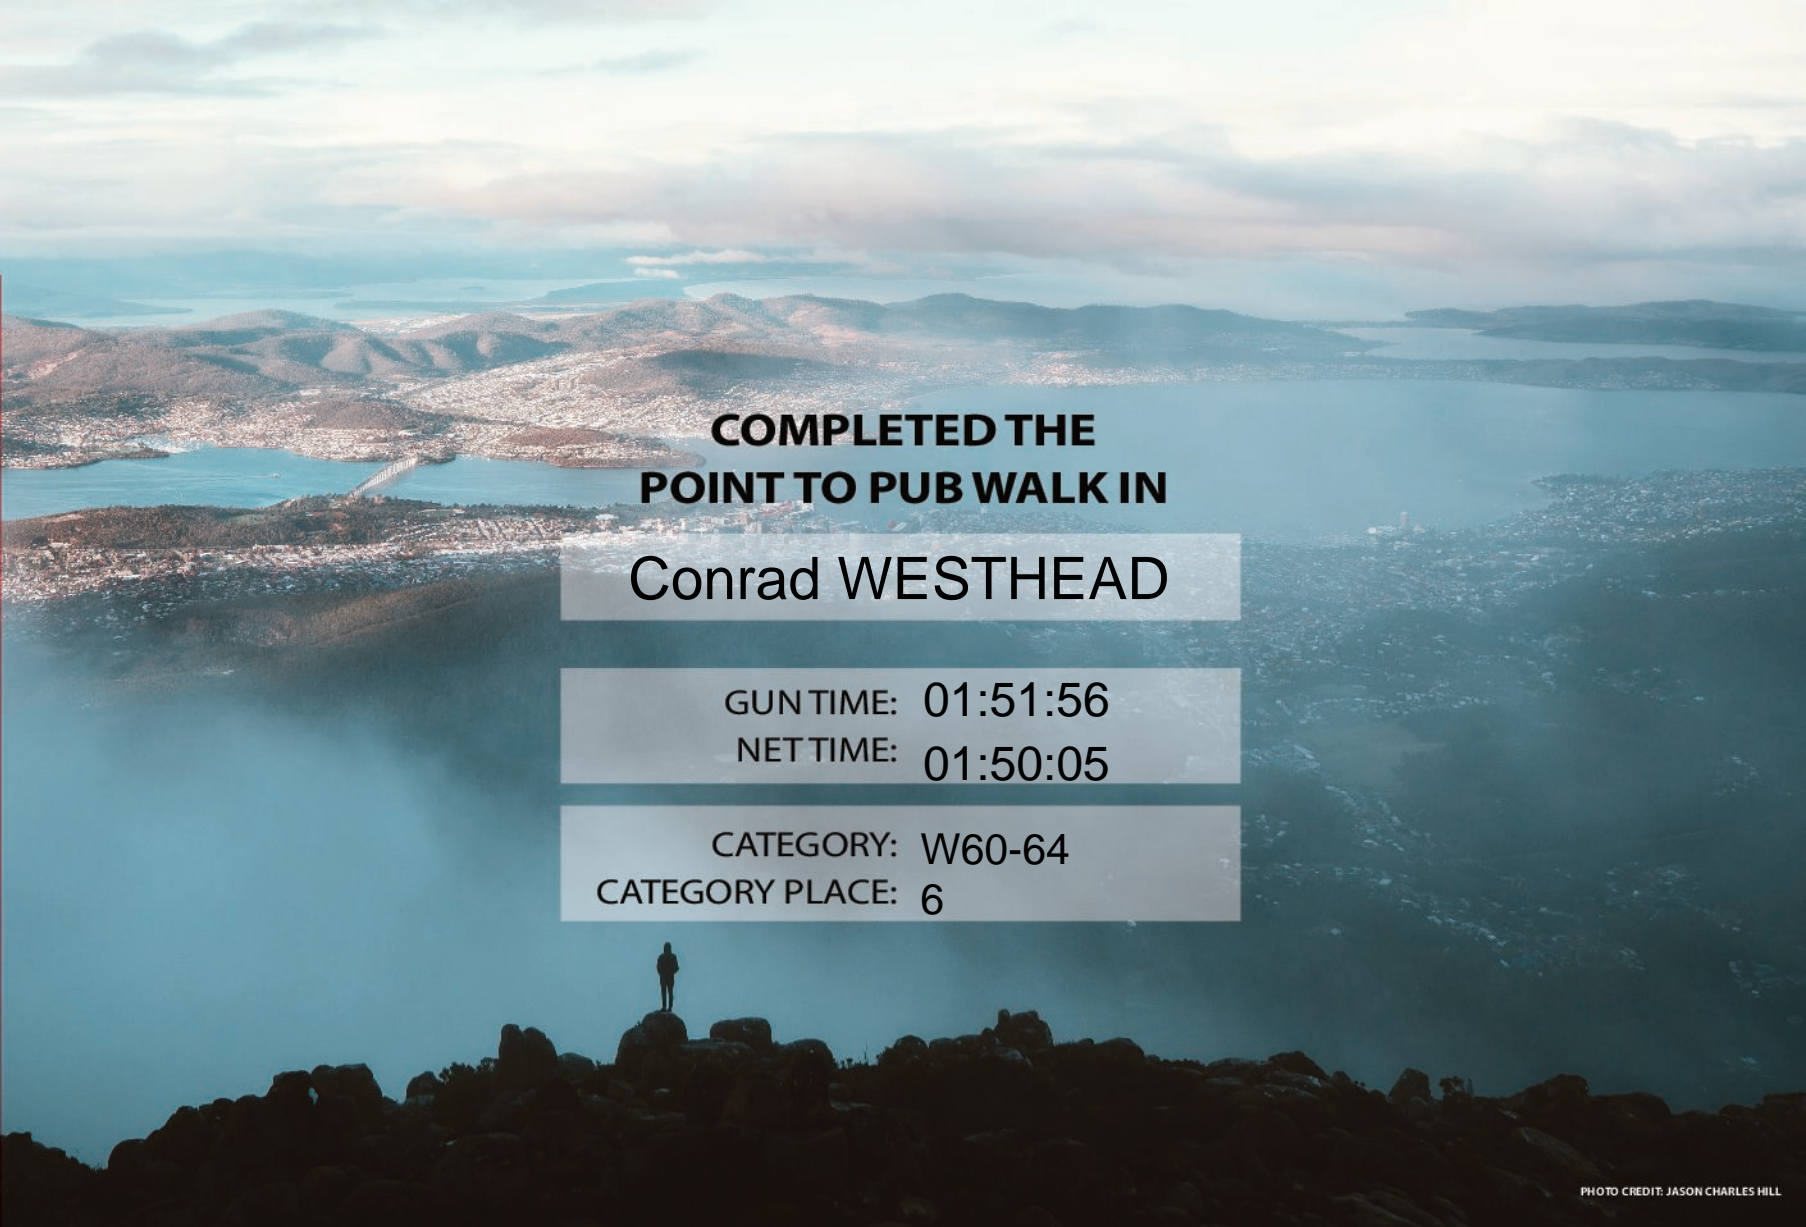 COMPLETED THE
POINT TO PUB WALK IN
Conrad WESTHEAD
GUN TIME: 01:51:56
NET TIME: 01:50:05
CATEGORY: W60-64
CATEGORY PLACE: 6
PHOTO CREDIT: JASON CHARLES HILL